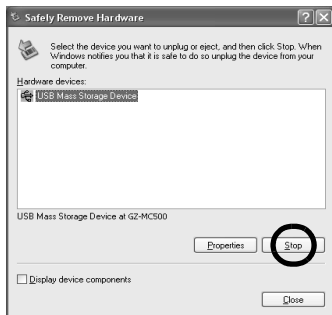 Safely Remove Hardware
Select the device you want to unplug or eject, and then click Stop. When
Windows notifies you that it is safe to do so unplug the device from your
computer.
Hardware devices:
USB Mass Storage Device
USB Mass Storage Device at GZ-MC500
Properties
Stop
Display device components
Close